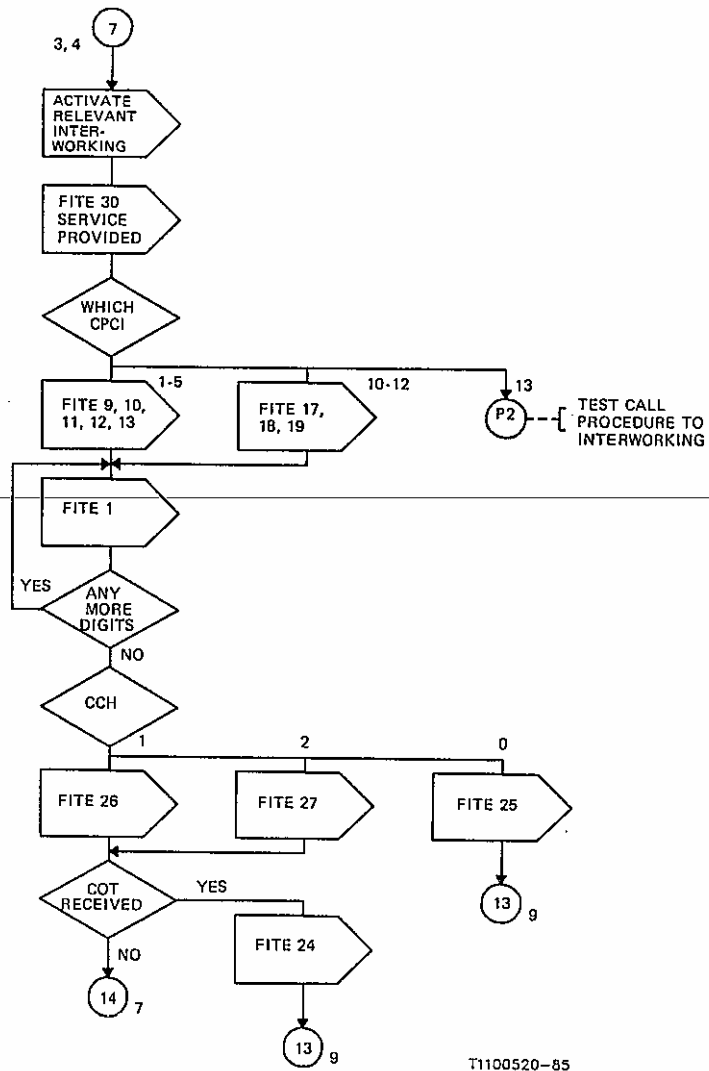 7
3, 4
ACTIVATE
RELEVANT
INTER-
WORKING
FITE 30
SERVICE
PROVIDED
WHICH
CPCI
1-5
10-12
13
FITE 9, 10,
11, 12, 13
FITE 17,
18, 19
P2
TEST CALL
PROCEDURE TO
INTERWORKING
FITE 1
YES
ANY
MORE
DIGITS
NO
CCH
1
2
0
FITE 26
FITE 27
FITE 25
COT
RECEIVED
YES
13
9
NO
FITE 24
14
7
13
9
T1100520-85